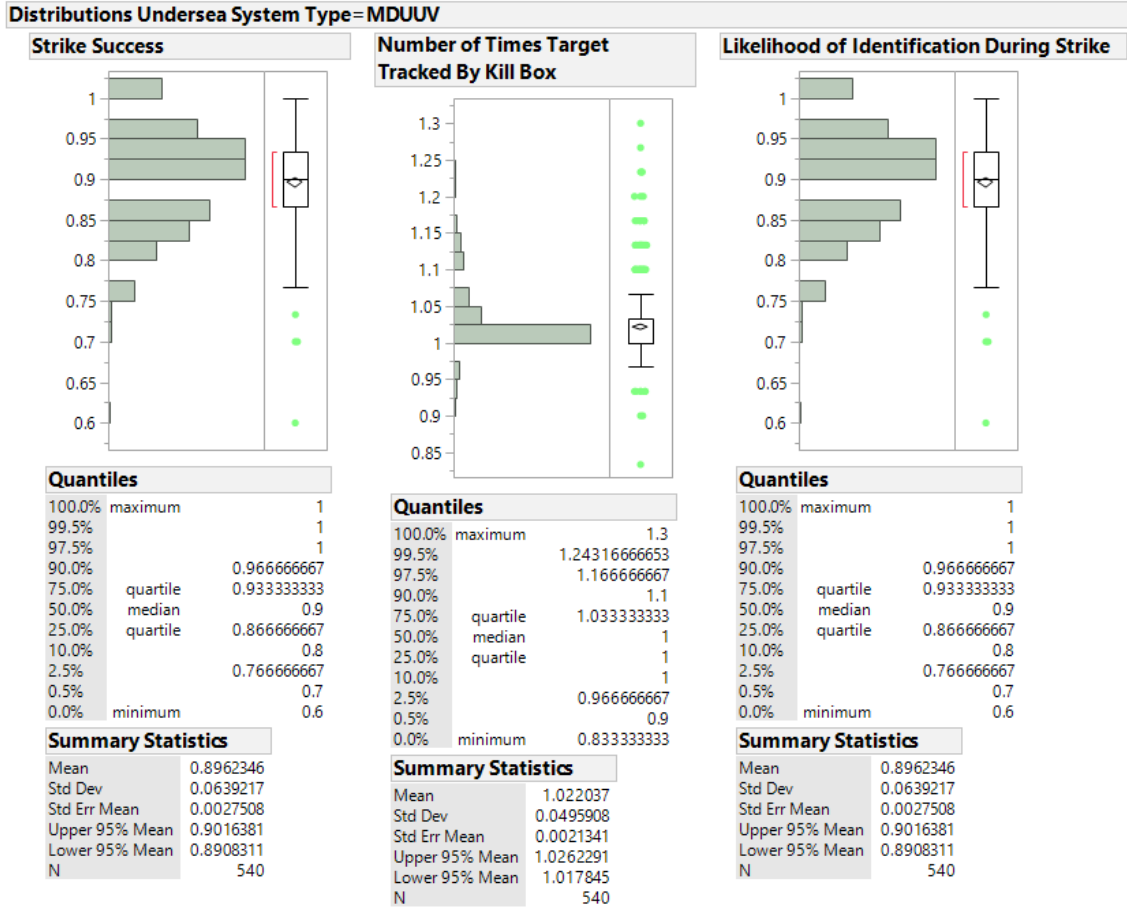 Distributions Undersea System Type=MDUUV
Strike Success
1
0.95
0.9
0.85
0.8
0.75
0.7
0.65
0.6
Quantiles
100.0% maximum 1
99.5% 1
97.5% 1
90.0% 0.966666667
75.0% quartile 0.933333333
50.0% median 0.9
25.0% quartile 0.866666667
10.0% 0.8
2.5% 0.766666667
0.5% 0.7
0.0% minimum 0.6
Summary Statistics
Mean 0.8962346
Std Dev 0.0639217
Std Err Mean 0.0027508
Upper 95% Mean 0.9016381
Lower 95% Mean 0.8908311
N 540
Number of Times Target
Tracked By Kill Box
1.3
1.25
1.2
1.15
1.1
1.05
1
0.95
0.9
0.85
Quantiles
100.0% maximum 1.3
99.5% 1.24316666653
97.5% 1.166666667
90.0% 1.1
75.0% quartile 1.033333333
50.0% median 1
25.0% quartile 1
10.0% 1
2.5% 0.966666667
0.5% 0.9
0.0% minimum 0.833333333
Summary Statistics
Mean 1.022037
Std Dev 0.0495908
Std Err Mean 0.0021341
Upper 95% Mean 1.0262291
Lower 95% Mean 1.017845
N 540
Likelihood of Identification During Strike
1
0.95
0.9
0.85
0.8
0.75
0.7
0.65
0.6
Quantiles
100.0% maximum 1
99.5% 1
97.5% 1
90.0% 0.966666667
75.0% quartile 0.933333333
50.0% median 0.9
25.0% quartile 0.866666667
10.0% 0.8
2.5% 0.766666667
0.5% 0.7
0.0% minimum 0.6
Summary Statistics
Mean 0.8962346
Std Dev 0.0639217
Std Err Mean 0.0027508
Upper 95% Mean 0.9016381
Lower 95% Mean 0.8908311
N 540